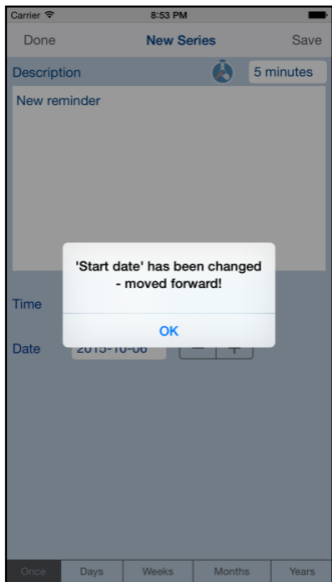 Carrier 8:53 PM
Done New Series Save
Description 5 minutes
New reminder
'Start date' has been changed
- moved forward!
Time
OK
Date 2015-10-06 − +
Once Days Weeks Months Years